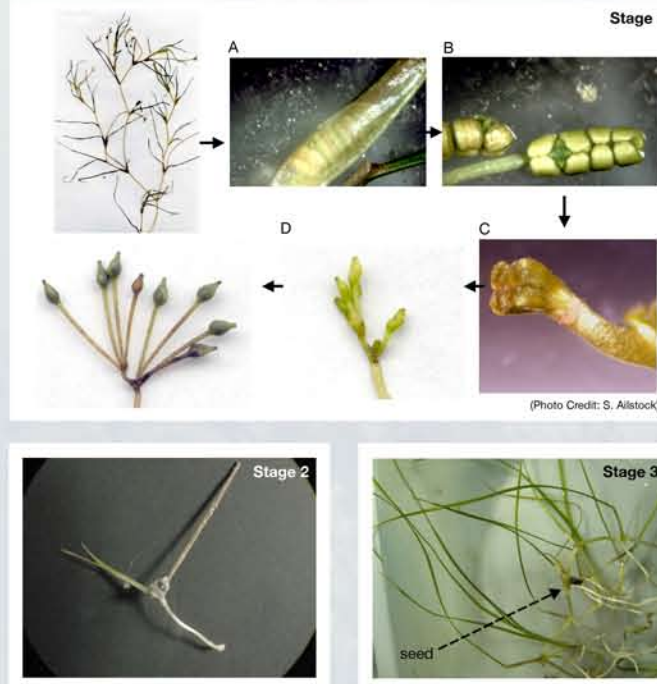 Stage
A
B
D
C
(Photo Credit: S. Ailstock)
Stage 2
Stage 3
seed